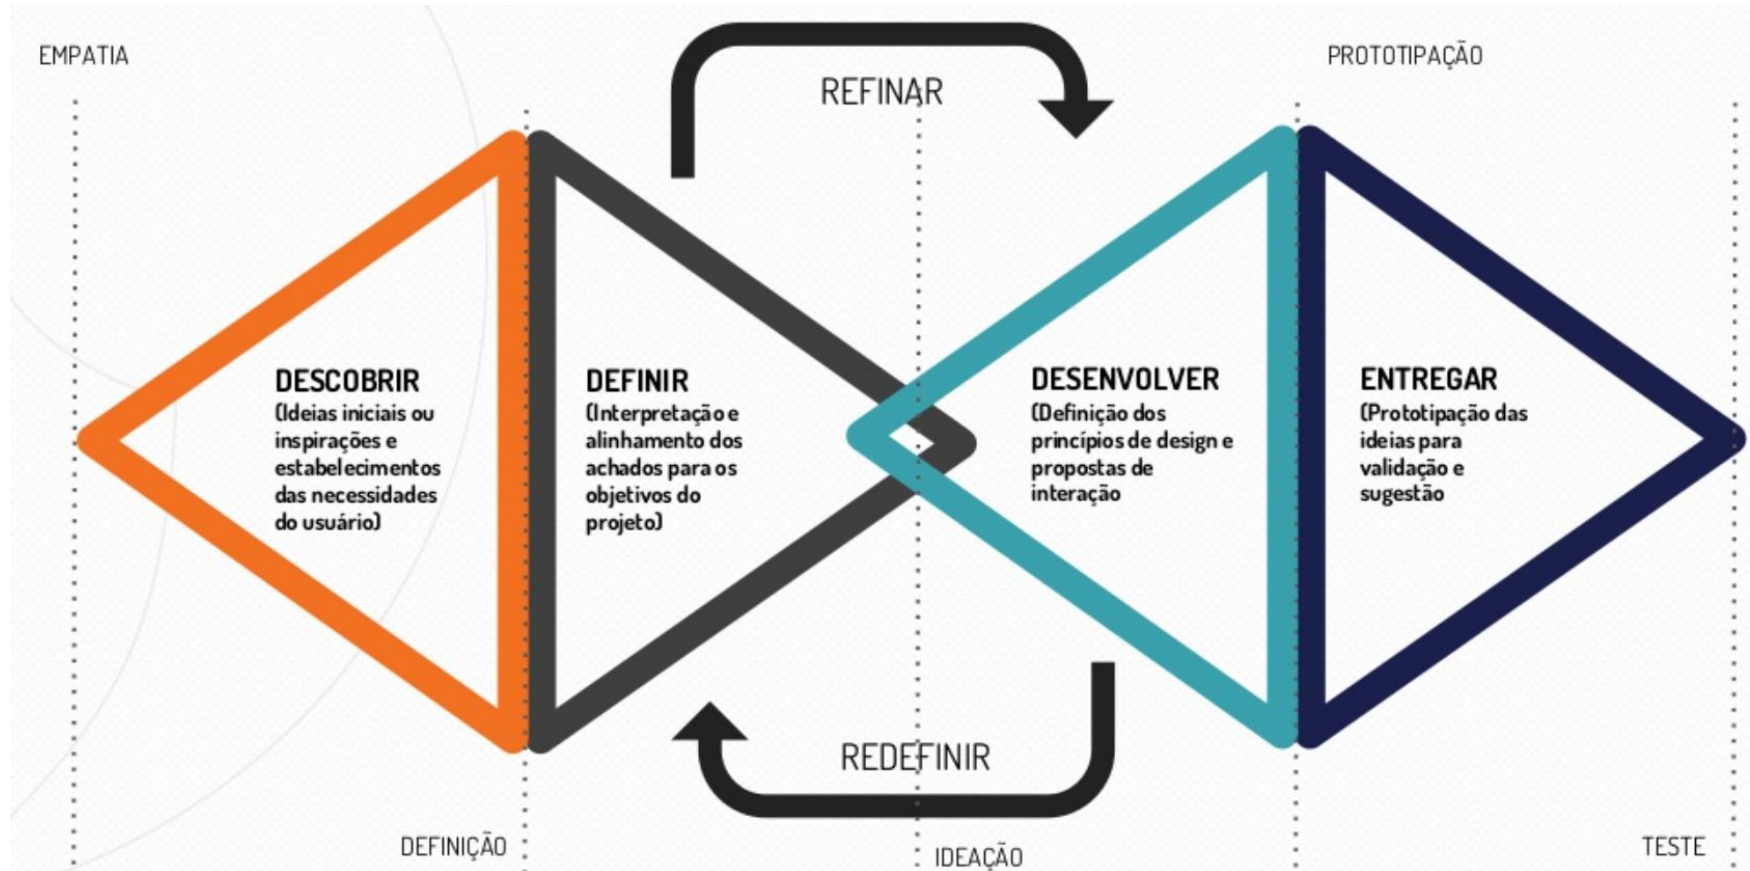 EMPATIA
PROTOTIPAÇÃO
REFINAR
DESCOBRIR
(Ideias iniciais ou
inspirações e
estabelecimentos
das necessidades
do usuário)
DEFINIR
(Interpretação e
alinhamento dos
achados para os
objetivos do
projeto)
DESENVOLVER
(Definição dos
princípios de design e
propostas de
interação
ENTREGAR
(Prototipação das
ideias para
validação e
sugestão
REDEFINIR
DEFINIÇÃO
IDEAÇÃO
TESTE